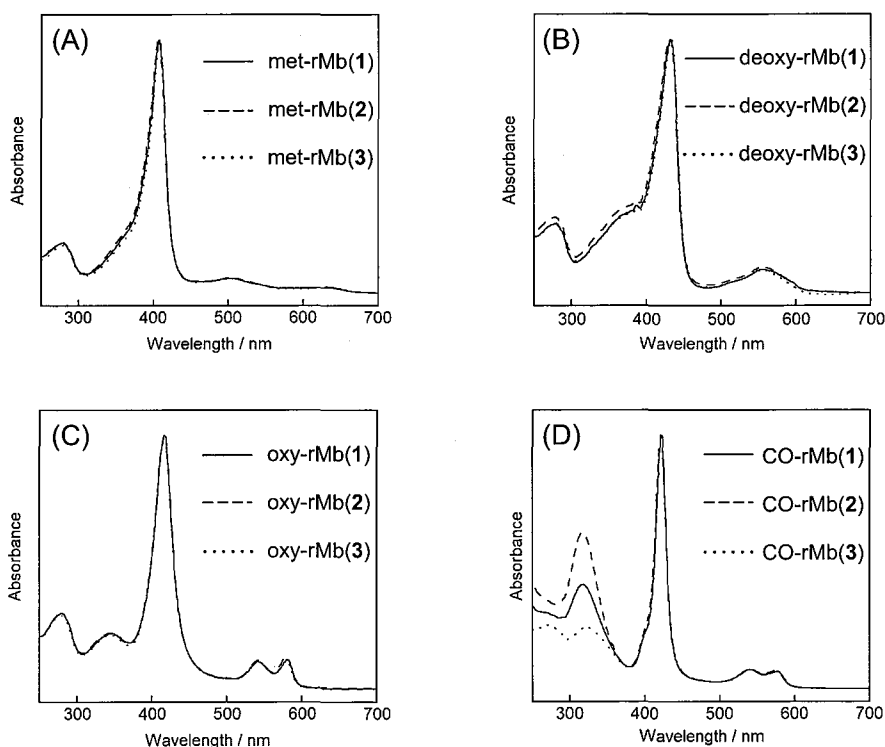 (A)
met-rMb(1)
met-rMb(2)
met-rMb(3)
Absorbance
300 400 500 600 700
Wavelength / nm
(B)
deoxy-rMb(1)
deoxy-rMb(2)
deoxy-rMb(3)
Absorbance
300 400 500 600 700
Wavelength / nm
(C)
oxy-rMb(1)
oxy-rMb(2)
oxy-rMb(3)
Absorbance
300 400 500 600 700
Wavelength / nm
(D)
CO-rMb(1)
CO-rMb(2)
CO-rMb(3)
Absorbance
300 400 500 600 700
Wavelength / nm